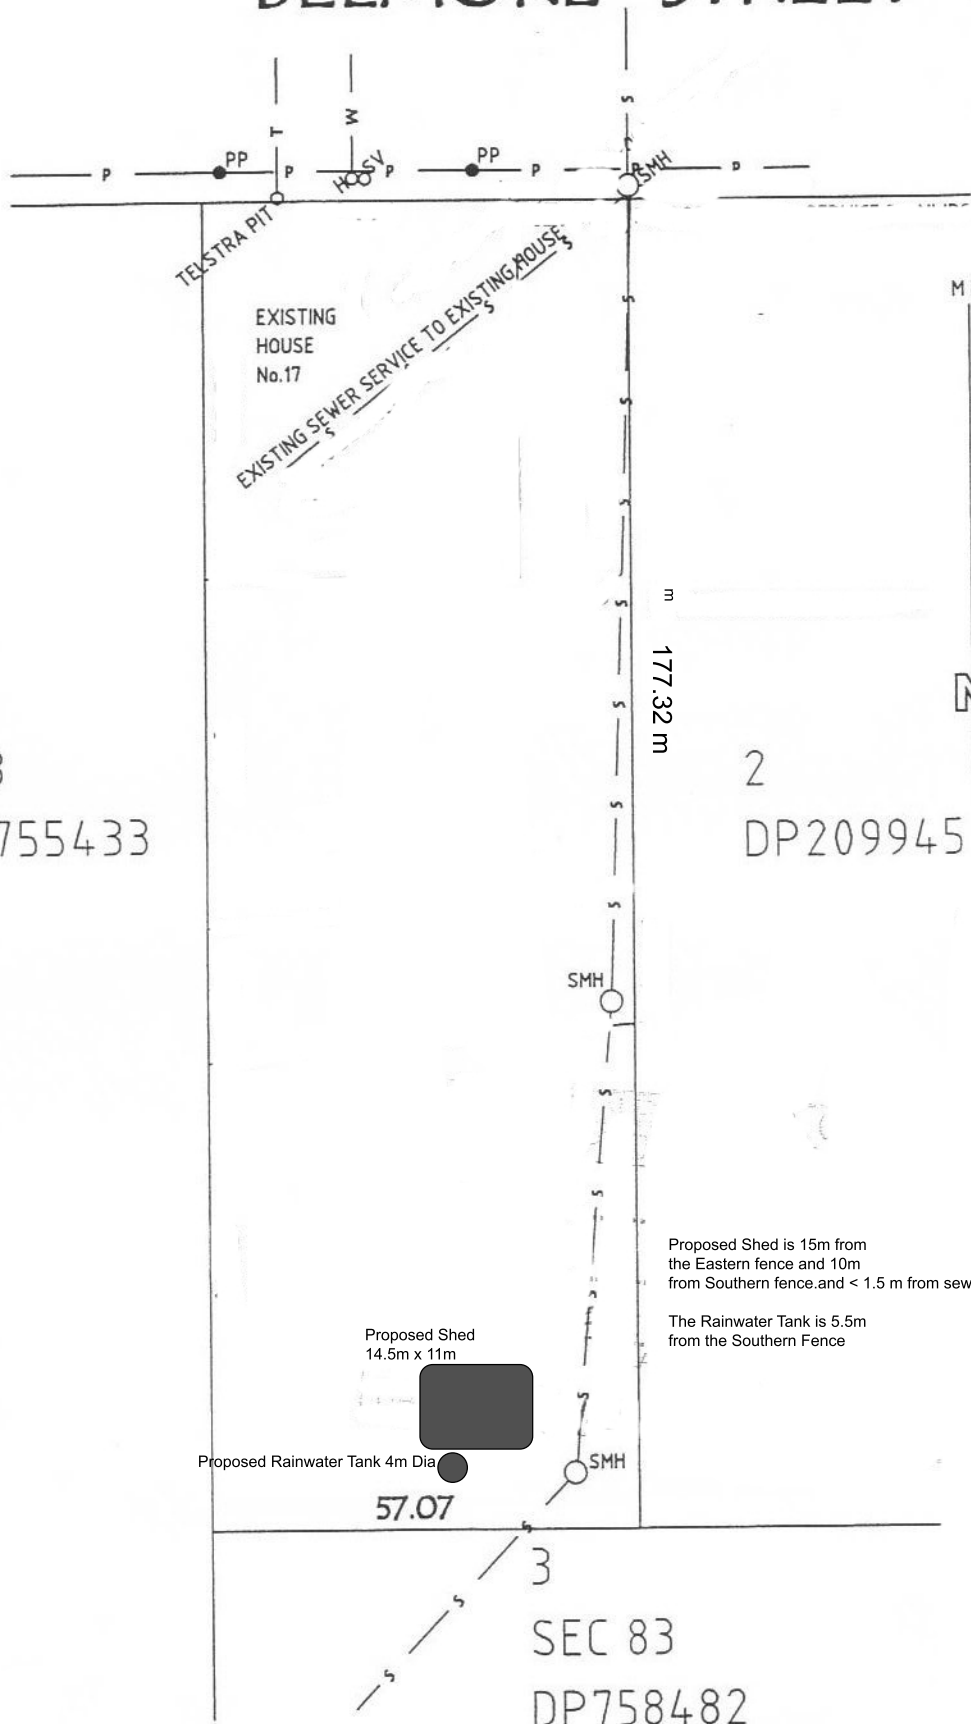 STREET
T
W
S
PP
PP
P
P
P
P
P
H
SV
SMH
TELSTRA PIT
EXISTING SEWER SERVICE TO EXISTING HOUSE
S
S
S
EXISTING
HOUSE
No.17
M
S
S
S
S
m
177.32 m
S
S
S
2
755433
DP209945
SMH
S
S
Proposed Shed is 15m from
the Eastern fence and 10m
from Southern fence.and < 1.5 m from sew
The Rainwater Tank is 5.5m
from the Southern Fence
Proposed Shed
14.5m x 11m
S
Proposed Rainwater Tank 4m Dia
SMH
57.07
S
3
S
SEC 83
S
DP758482